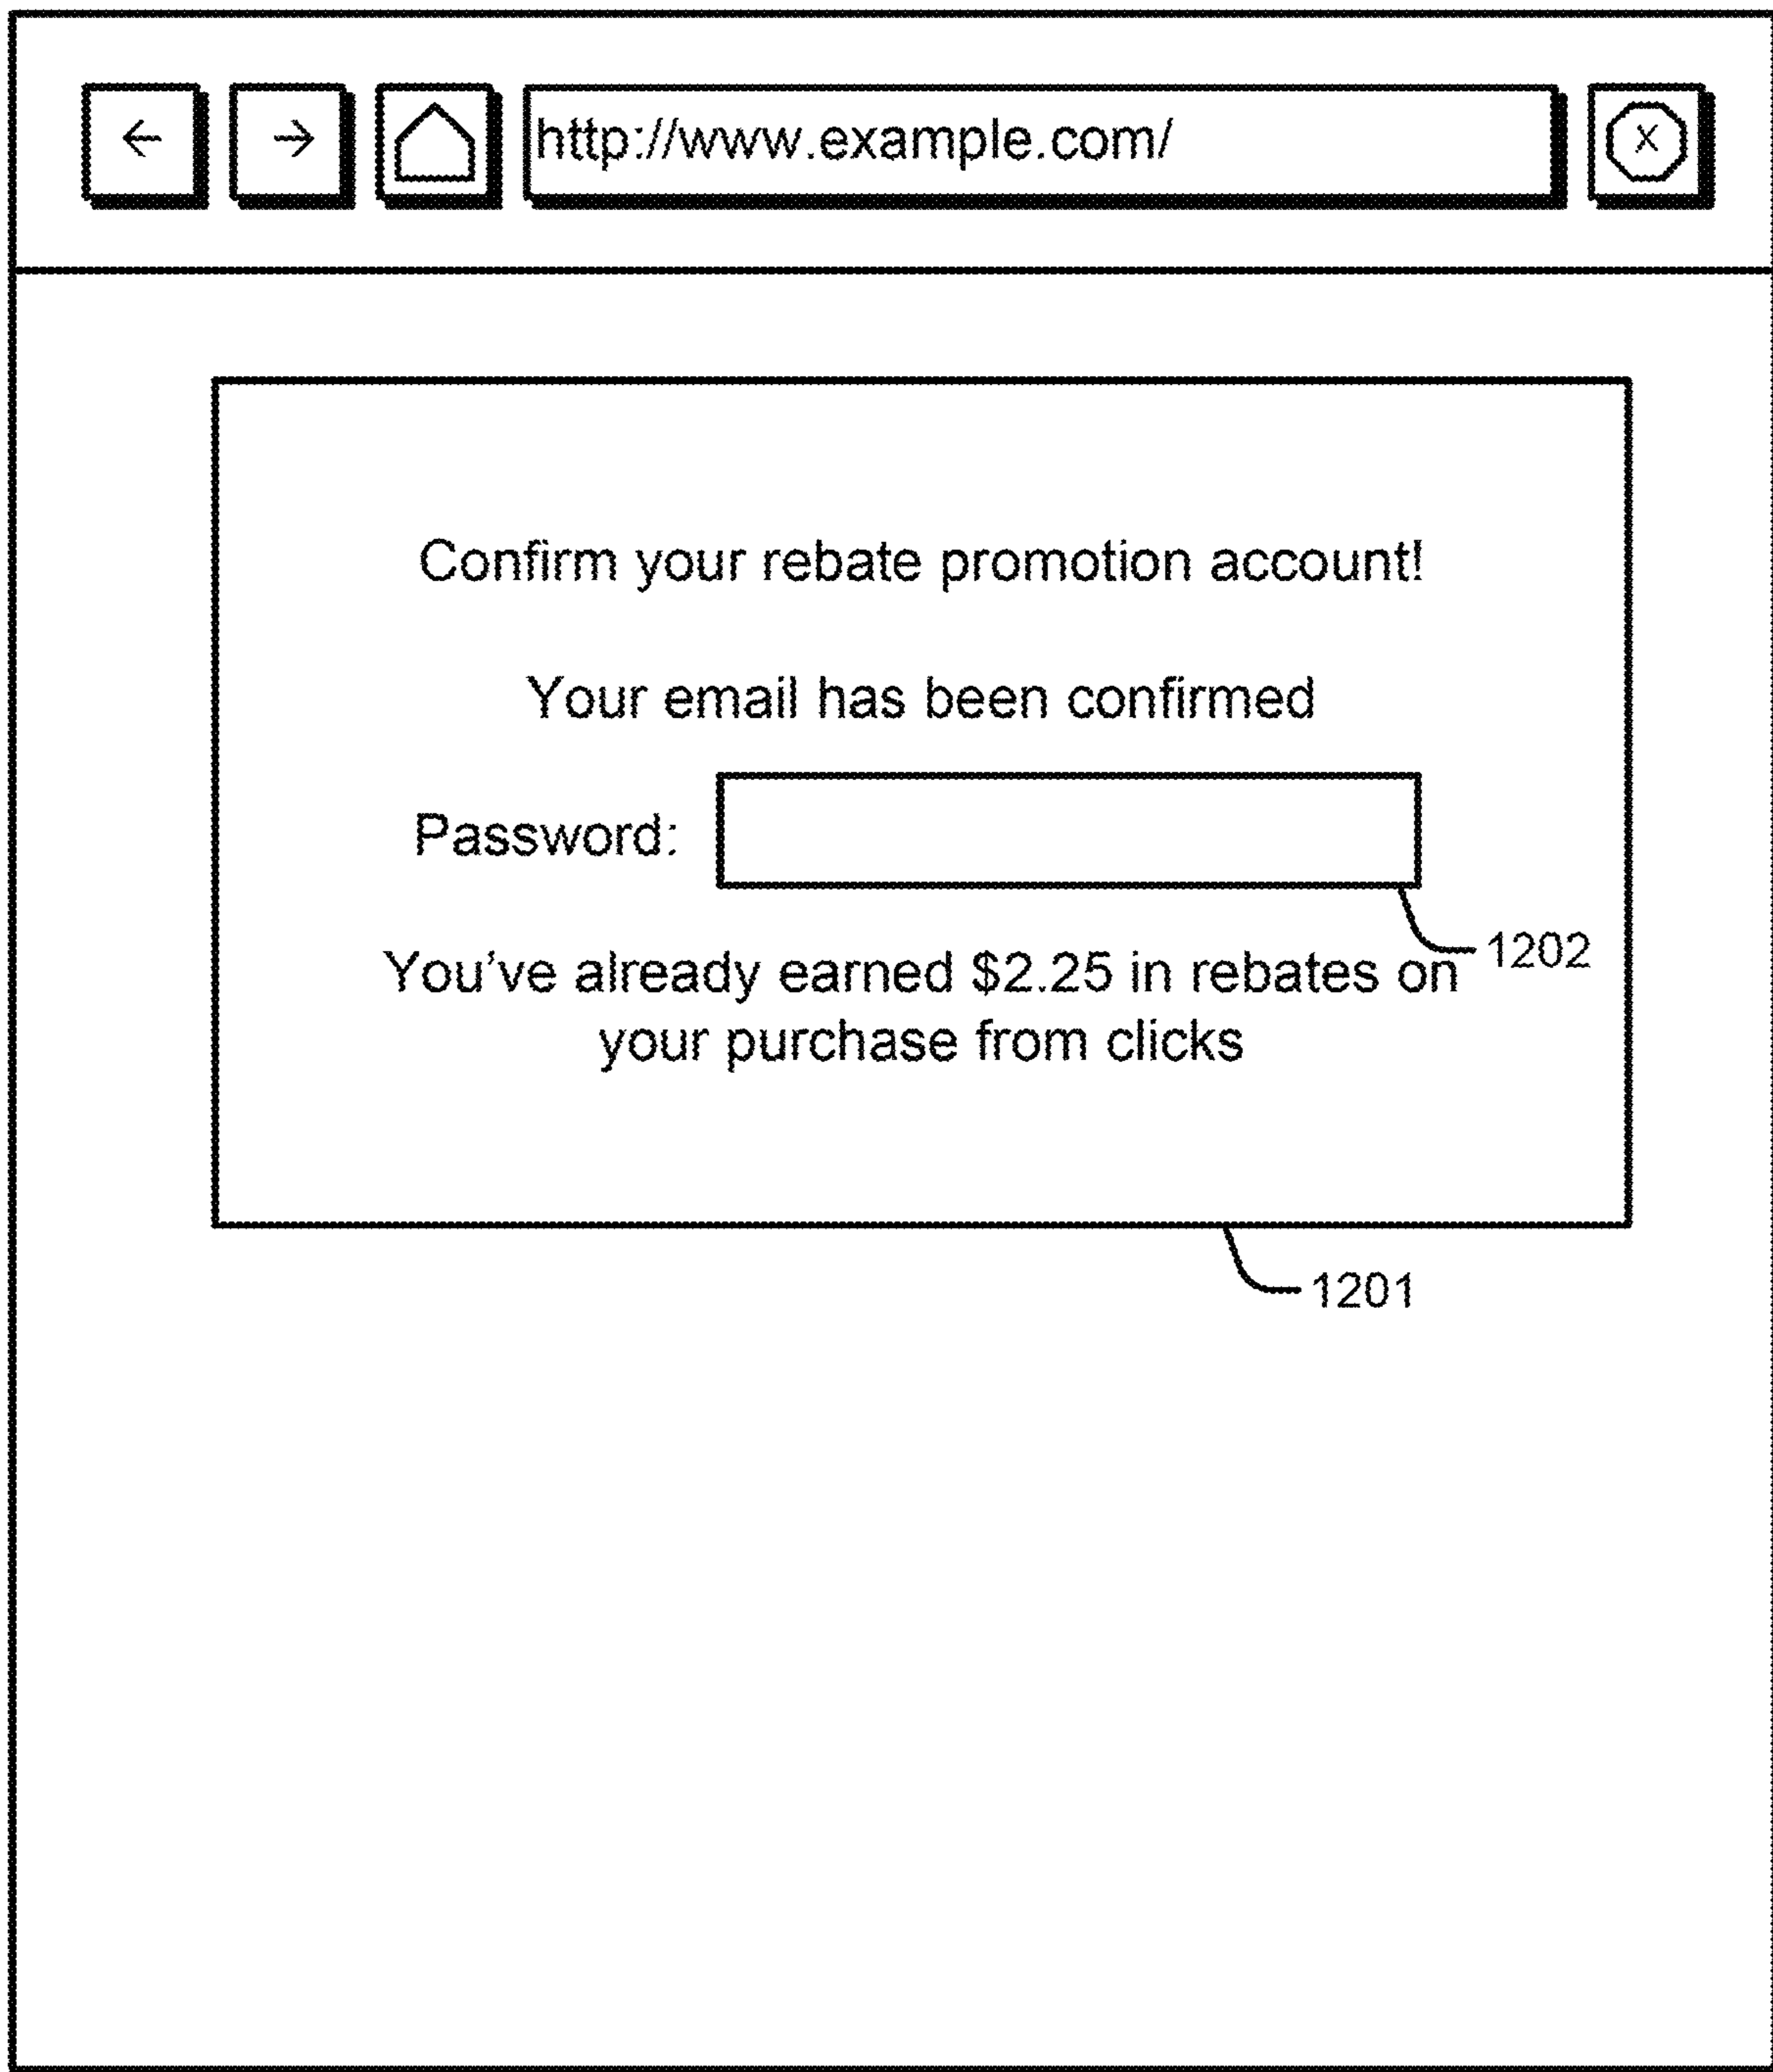 http://www.example.com/
X
Confirm your rebate promotion account!
Your email has been confirmed
Password:
1202
You've already earned $2.25 in rebates on
your purchase from clicks
1201